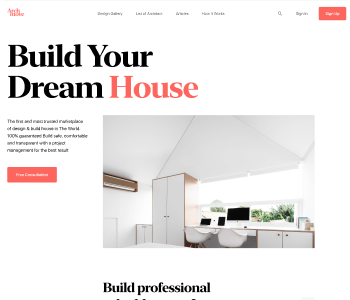 Arch
House
Design Gallery
List of Architect
Articles
How It Works
Sign In
Sign Up
Build Your
Dream House
The first and most trusted marketplace
of design & build house in The World.
100% guaranteed Build safe, comfortable
and transparent with a project
management for the best result
Free Consultation
Build professional